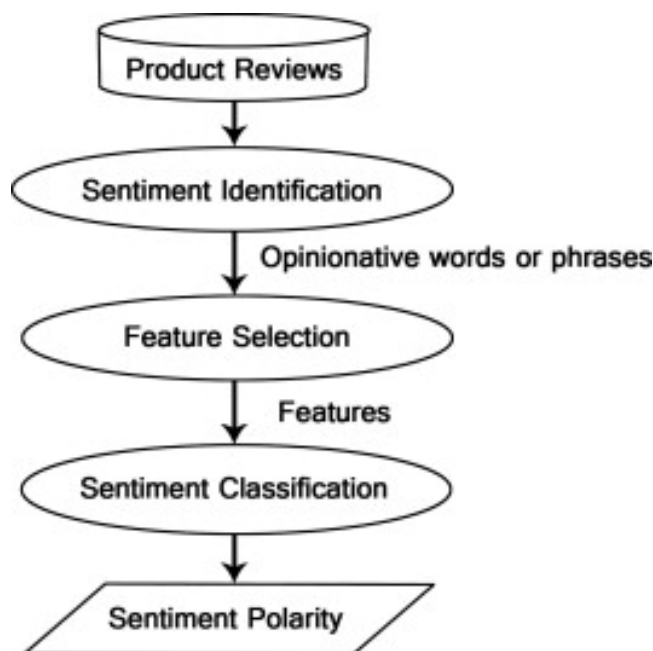 Product Reviews
Sentiment Identification
Opinionative words or phrases
Feature Selection
Features
Sentiment Classification
Sentiment Polarity